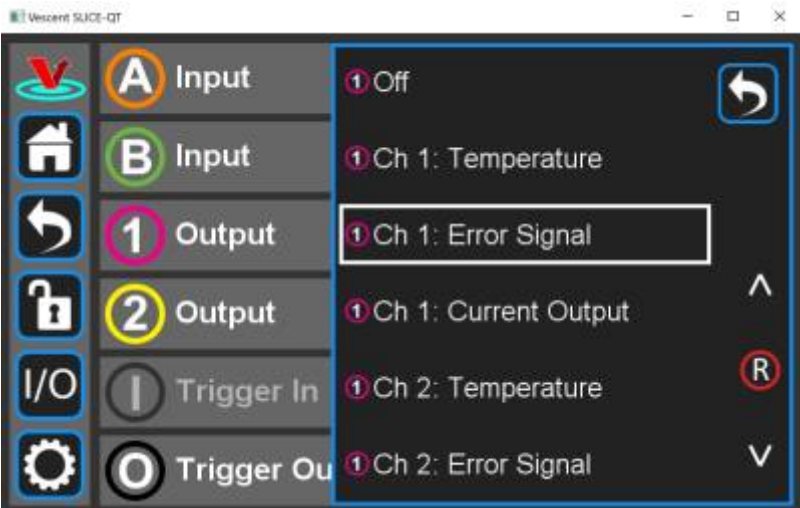 Vescent SLICE-QT
A Input
B Input
1 Output
2 Output
I/O
I Trigger In
O Trigger Ou
1 Off
1 Ch 1: Temperature
1 Ch 1: Error Signal
1 Ch 1: Current Output
1 Ch 2: Temperature
1 Ch 2: Error Signal
R